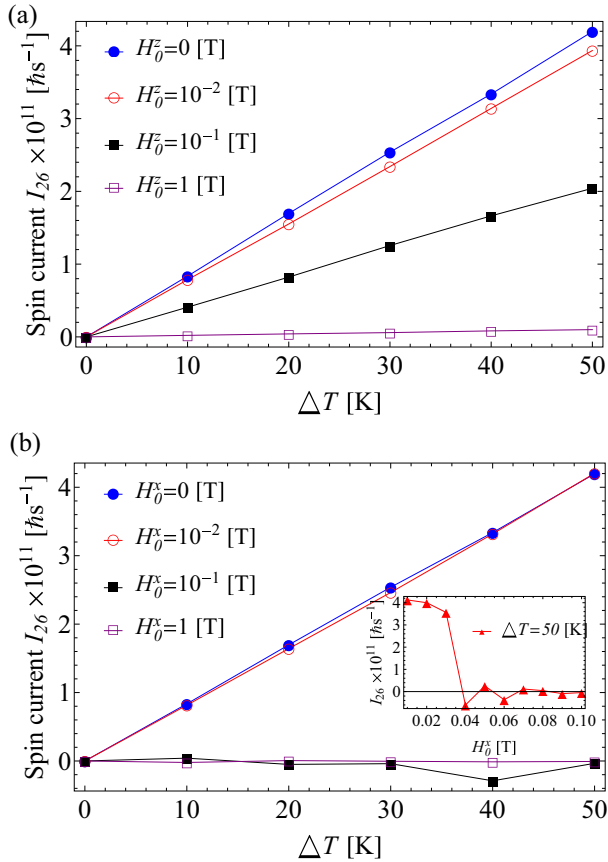 (a)
H₀ᶻ=0 [T]
H₀ᶻ=10⁻² [T]
H₀ᶻ=10⁻¹ [T]
H₀ᶻ=1 [T]
Spin current I₂₆ ×10¹¹ [ℏs⁻¹]
4
3
2
1
0
0 10 20 30 40 50
△T [K]
(b)
H₀ˣ=0 [T]
H₀ˣ=10⁻² [T]
H₀ˣ=10⁻¹ [T]
H₀ˣ=1 [T]
Spin current I₂₆ ×10¹¹ [ℏs⁻¹]
4
3
2
1
0
0 10 20 30 40 50
△T [K]
I₂₆ ×10¹¹ [ℏs⁻¹]
4
3
2
1
0
△T=50 [K]
0.02 0.04 0.06 0.08 0.10
H₀ˣ [T]